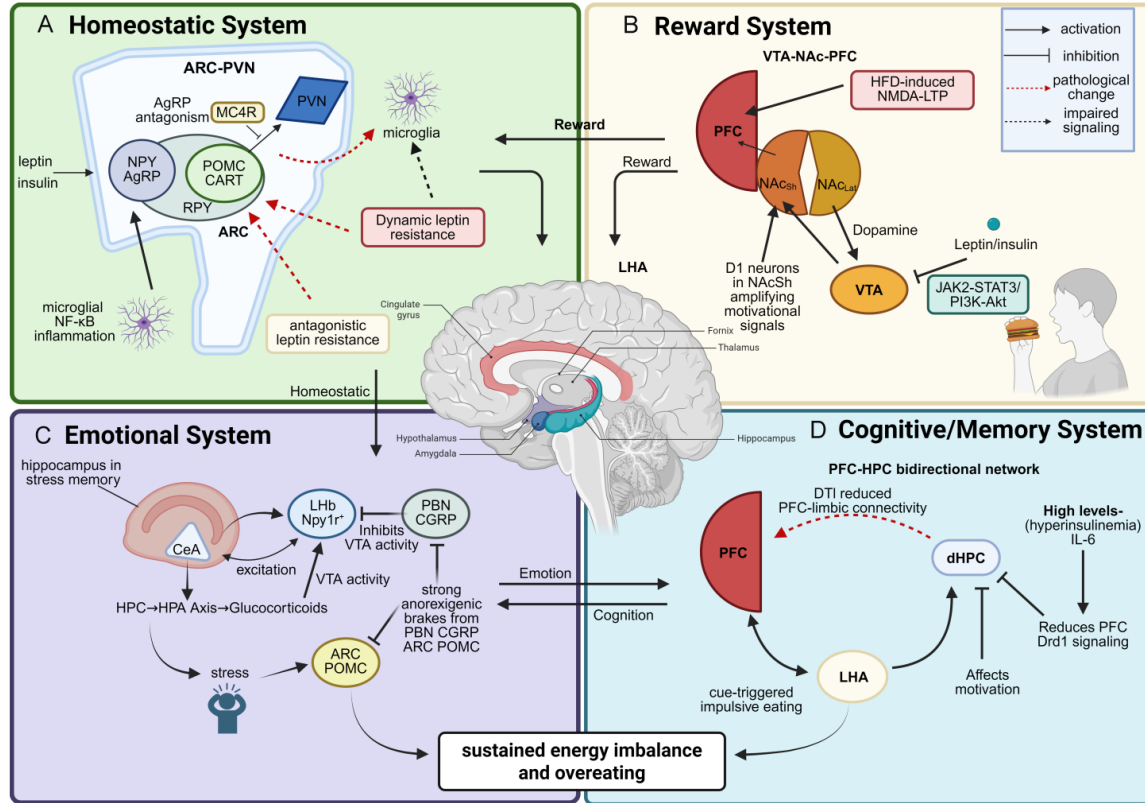 A Homeostatic System
ARC-PVN
AgRP
antagonism
MC4R
PVN
microglia
leptin
insulin
NPY
AgRP
POMC
CART
RPY
ARC
Dynamic leptin
resistance
microglial
NF-κB
inflammation
antagonistic
leptin resistance
Homeostatic
Reward
Reward
LHA
B Reward System
VTA-NAc-PFC
HFD-induced
NMDA-LTP
PFC
NAcSh
NAcLat
Dopamine
Leptin/insulin
VTA
JAK2-STAT3/
PI3K-Akt
D1 neurons
in NAcSh
amplifying
motivational
signals
activation
inhibition
pathological
change
impaired
signaling
Cingulate
gyrus
Fornix
Thalamus
Hypothalamus
Amygdala
Hippocampus
C Emotional System
hippocampus in
stress memory
CeA
LHb
Npy1r+
PBN
CGRP
Inhibits
VTA activity
excitation
VTA activity
HPC→HPA Axis→Glucocorticoids
strong
anorexigenic
brakes from
PBN CGRP
ARC POMC
stress
ARC
POMC
Emotion
Cognition
D Cognitive/Memory System
PFC-HPC bidirectional network
DTI reduced
PFC-limbic connectivity
High levels-
(hyperinsulinemia)
IL-6
PFC
dHPC
Reduces PFC
Drd1 signaling
Affects
motivation
LHA
cue-triggered
impulsive eating
sustained energy imbalance
and overeating